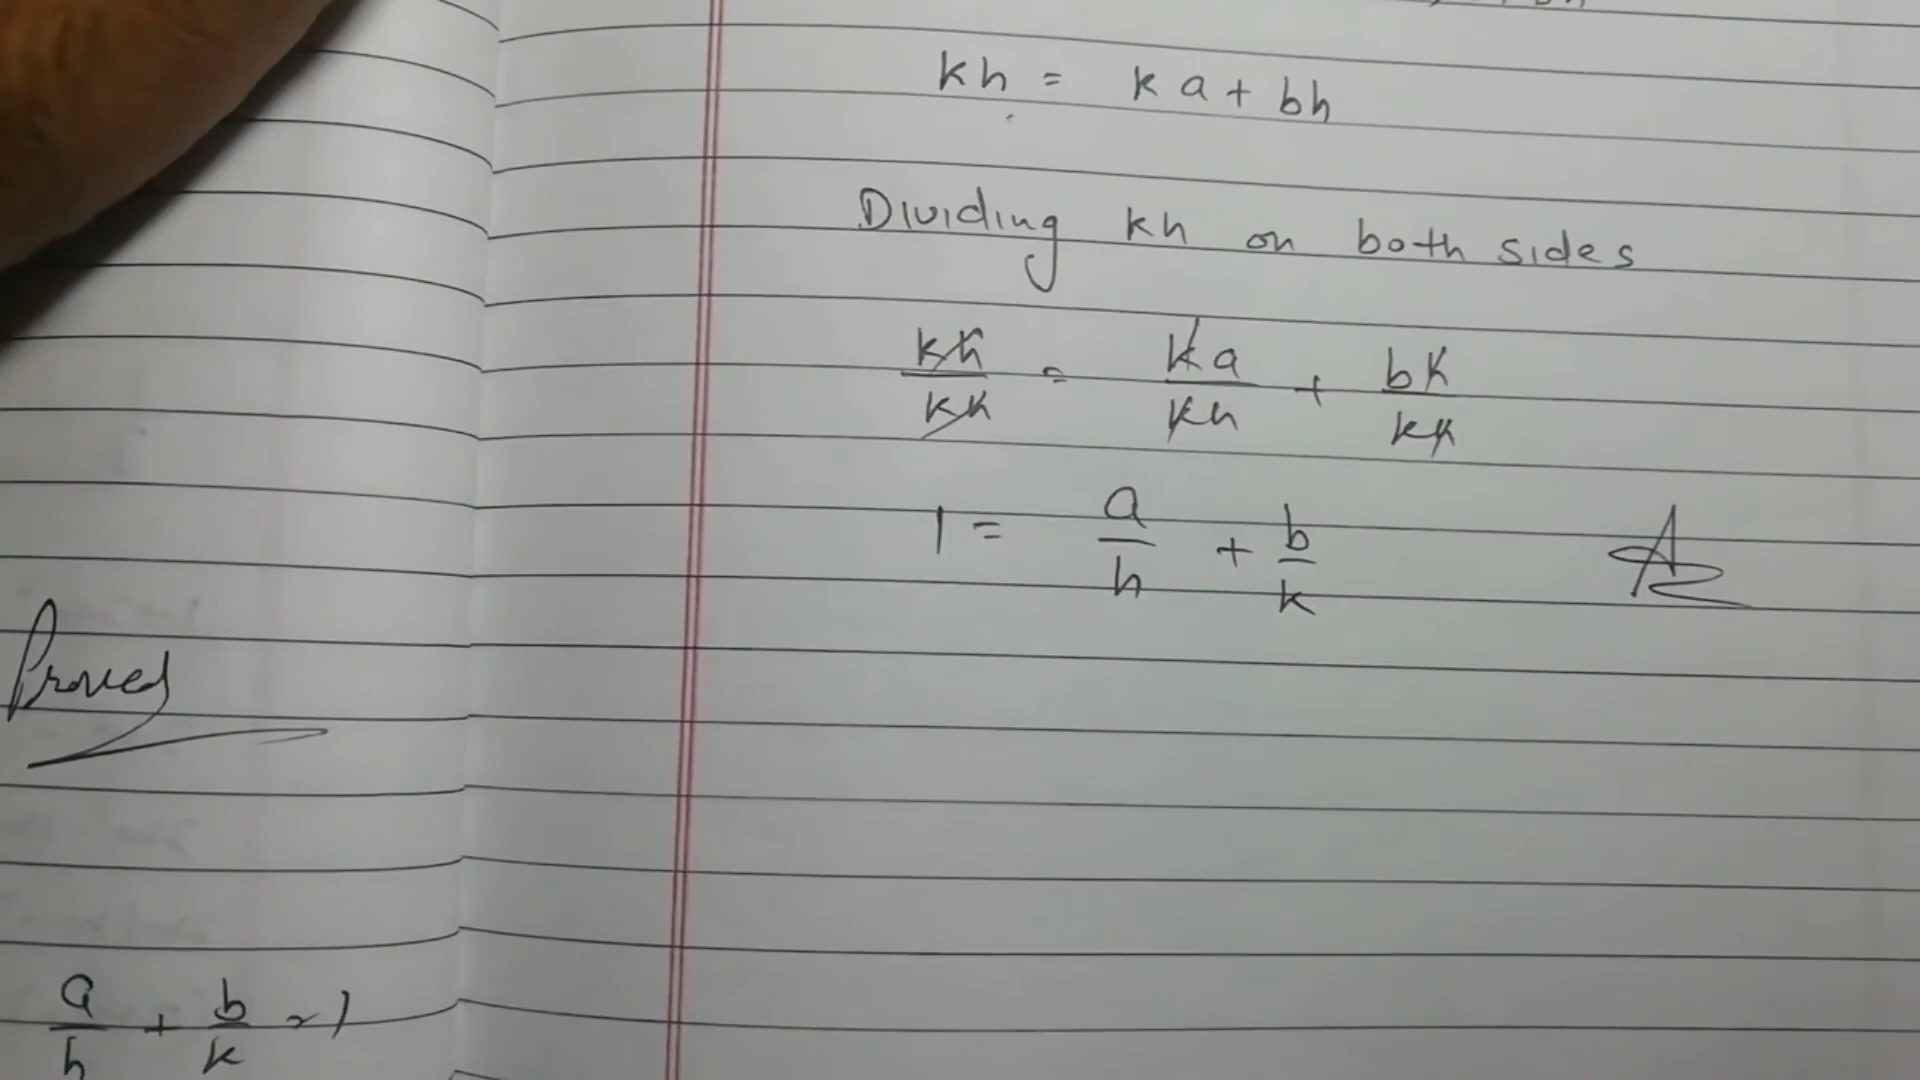 kh = ka + bh
Dividing kh on both sides
kh/kh = ka/kh + bh/kh
1 = a/h + b/k
Proved
a/h + b/k = 1